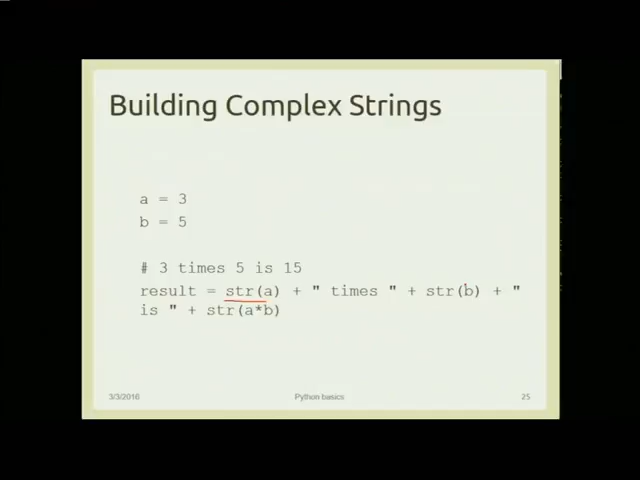 Building Complex Strings
a = 3
b = 5
# 3 times 5 is 15
result = str(a) + " times " + str(b) + "
is " + str(a*b)
3/3/2016 Python basics 25